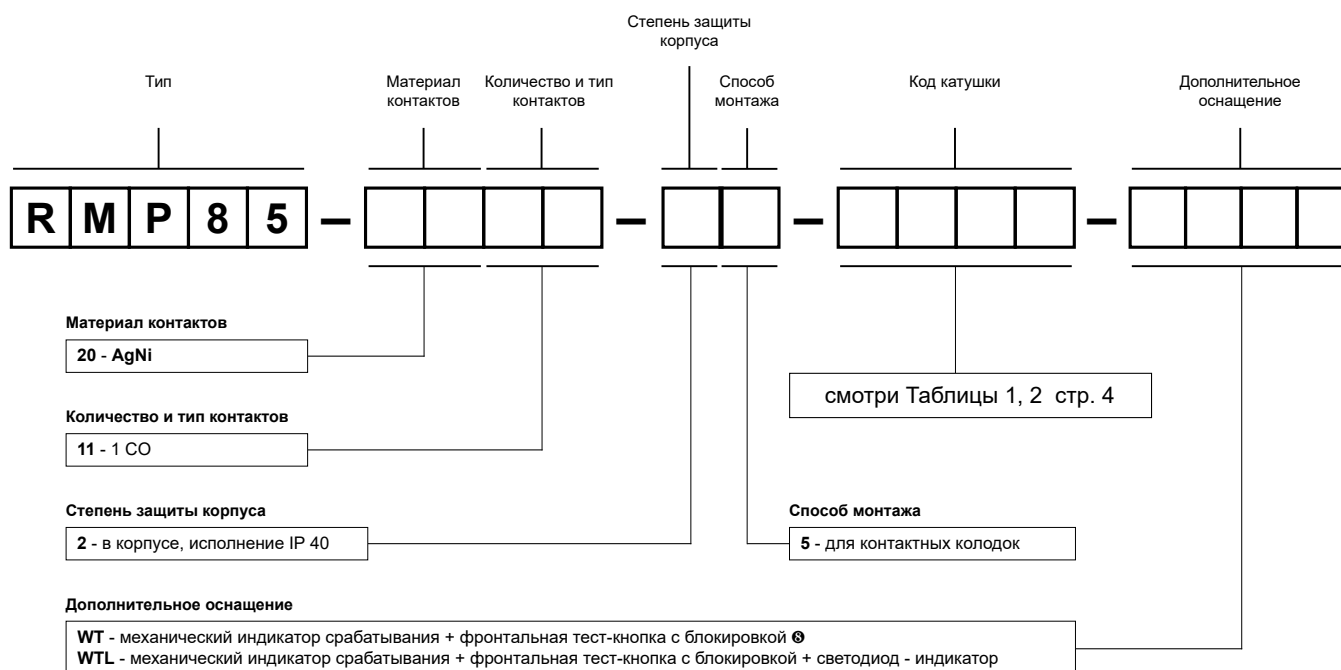 Степень защиты
корпуса
Тип
Материал
контактов
Количество и тип
контактов
Способ
монтажа
Код катушки
Дополнительное
оснащение
R M P 8 5 – – – –
Материал контактов
20 - AgNi
смотри Таблицы 1, 2 стр. 4
Количество и тип контактов
11 - 1 CO
Степень защиты корпуса
2 - в корпусе, исполнение IP 40
Способ монтажа
5 - для контактных колодок
Дополнительное оснащение
WT - механический индикатор срабатывания + фронтальная тест-кнопка с блокировкой ❽
WTL - механический индикатор срабатывания + фронтальная тест-кнопка с блокировкой + светодиод - индикатор